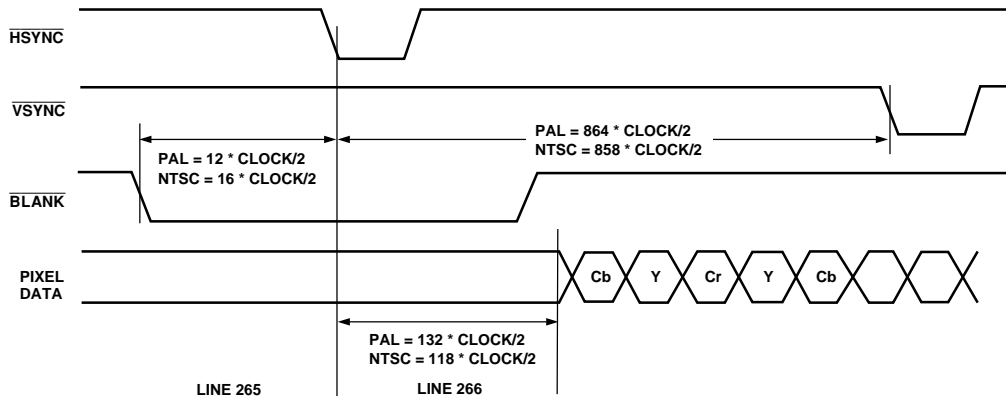 HSYNC
VSYNC
PAL = 864 * CLOCK/2
NTSC = 858 * CLOCK/2
PAL = 12 * CLOCK/2
NTSC = 16 * CLOCK/2
BLANK
PIXEL
DATA
Cb Y Cr Y Cb
PAL = 132 * CLOCK/2
NTSC = 118 * CLOCK/2
LINE 265 LINE 266